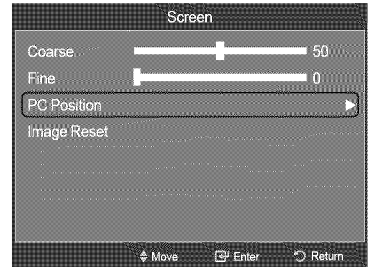 Screen
Coarse 50
Fine 0
PC Position
Image Reset
Move Enter Return